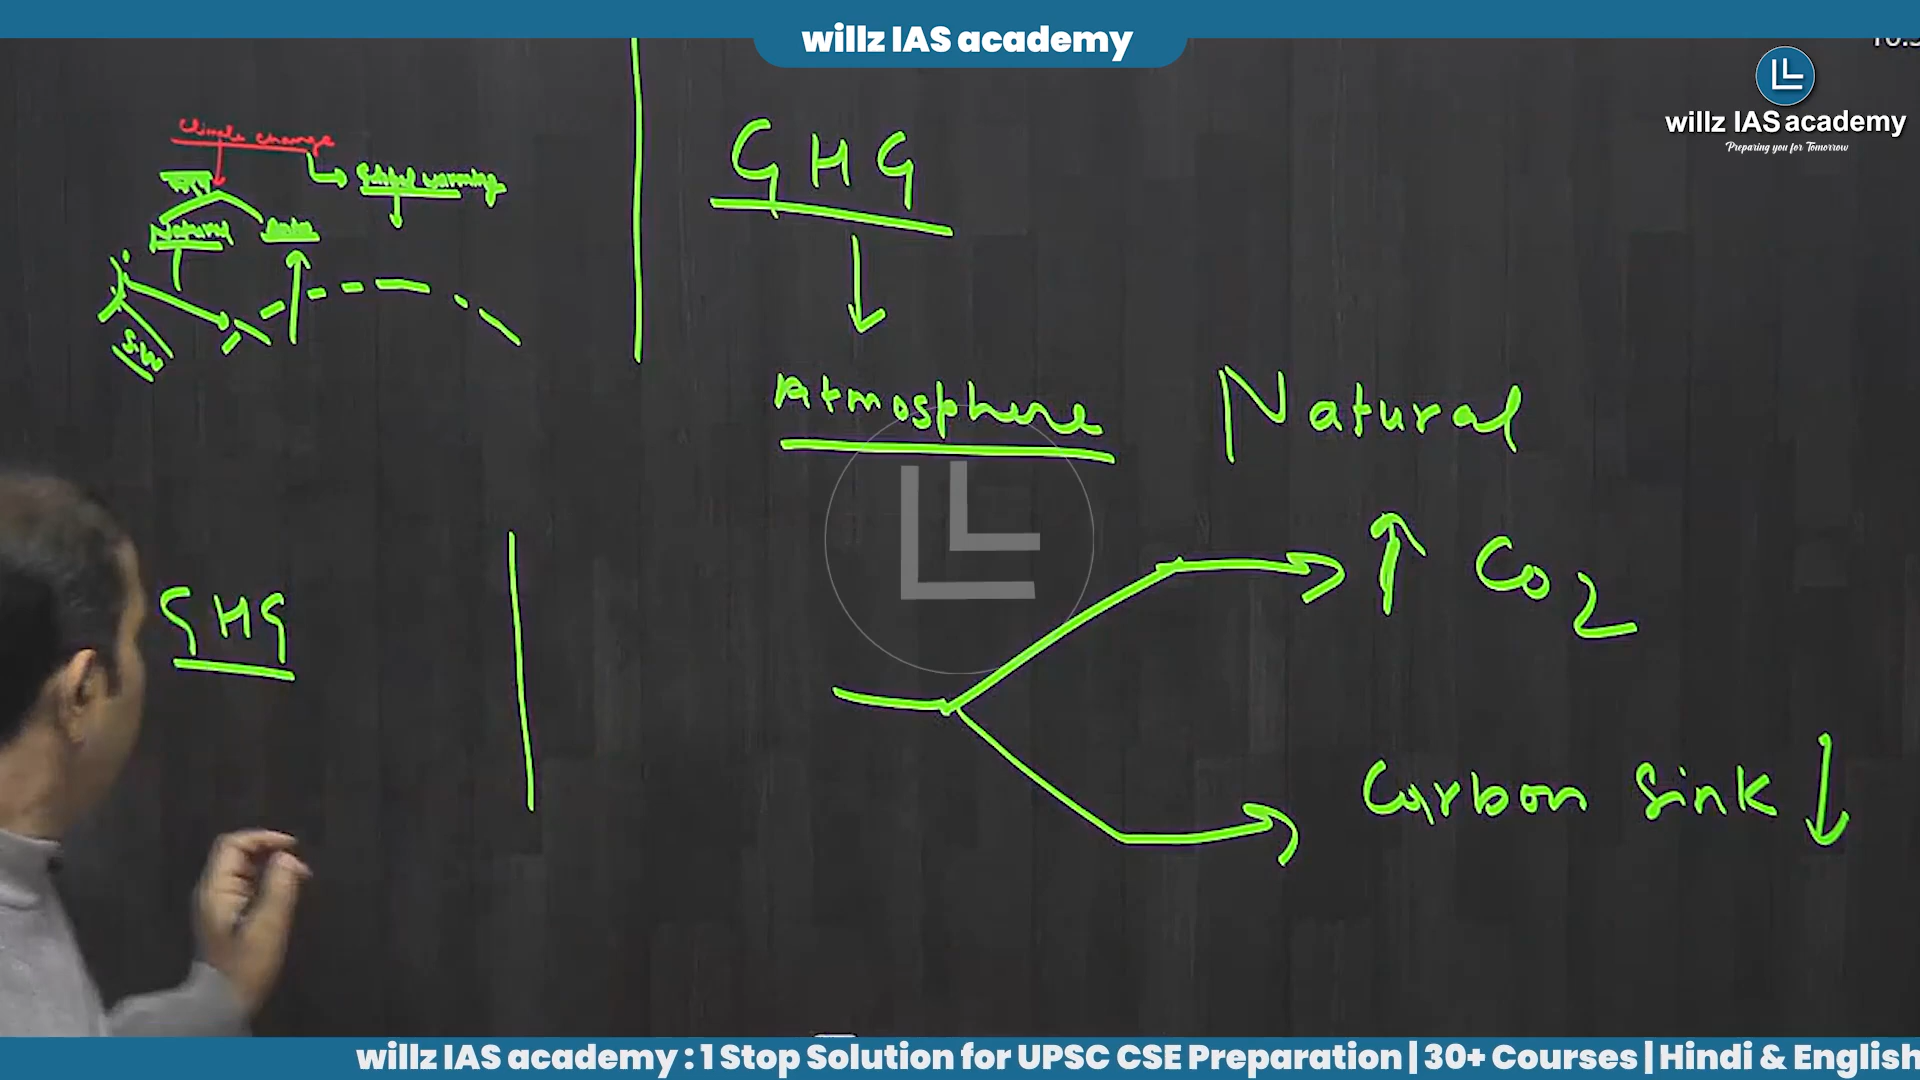 willz IAS academy
willz IAS academy
Preparing you for Tomorrow
Climate change
Global warming
Natural
GHG
Atmosphere
Natural
↑ CO2
GHG
Carbon Sink ↓
willz IAS academy : 1 Stop Solution for UPSC CSE Preparation | 30+ Courses | Hindi & English